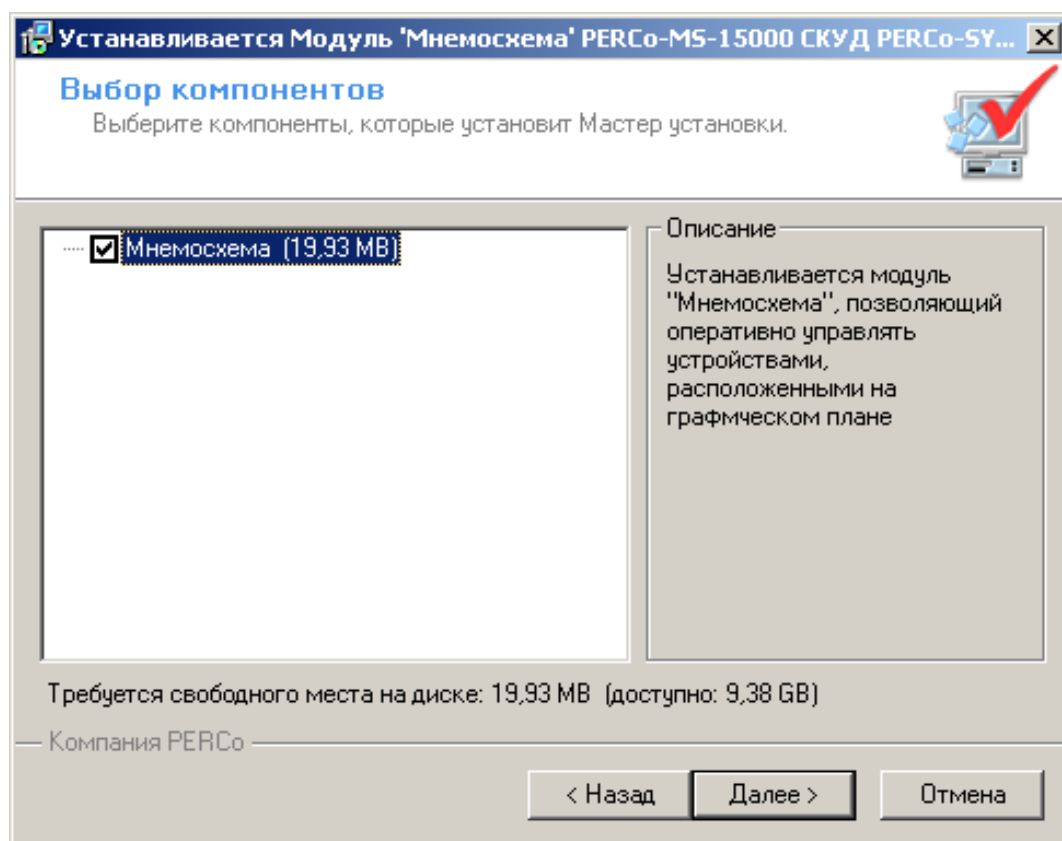 Устанавливается Модуль 'Мнемосхема' PERCo-MS-15000 СКУД PERCo-SY...
Выбор компонентов
Выберите компоненты, которые установит Мастер установки.
Мнемосхема (19,93 MB)
Описание
Устанавливается модуль
"Мнемосхема", позволяющий
оперативно управлять
устройствами,
расположенными на
графмческом плане
Требуется свободного места на диске: 19,93 MB (доступно: 9,38 GB)
Компания PERCo
< Назад
Далее >
Отмена